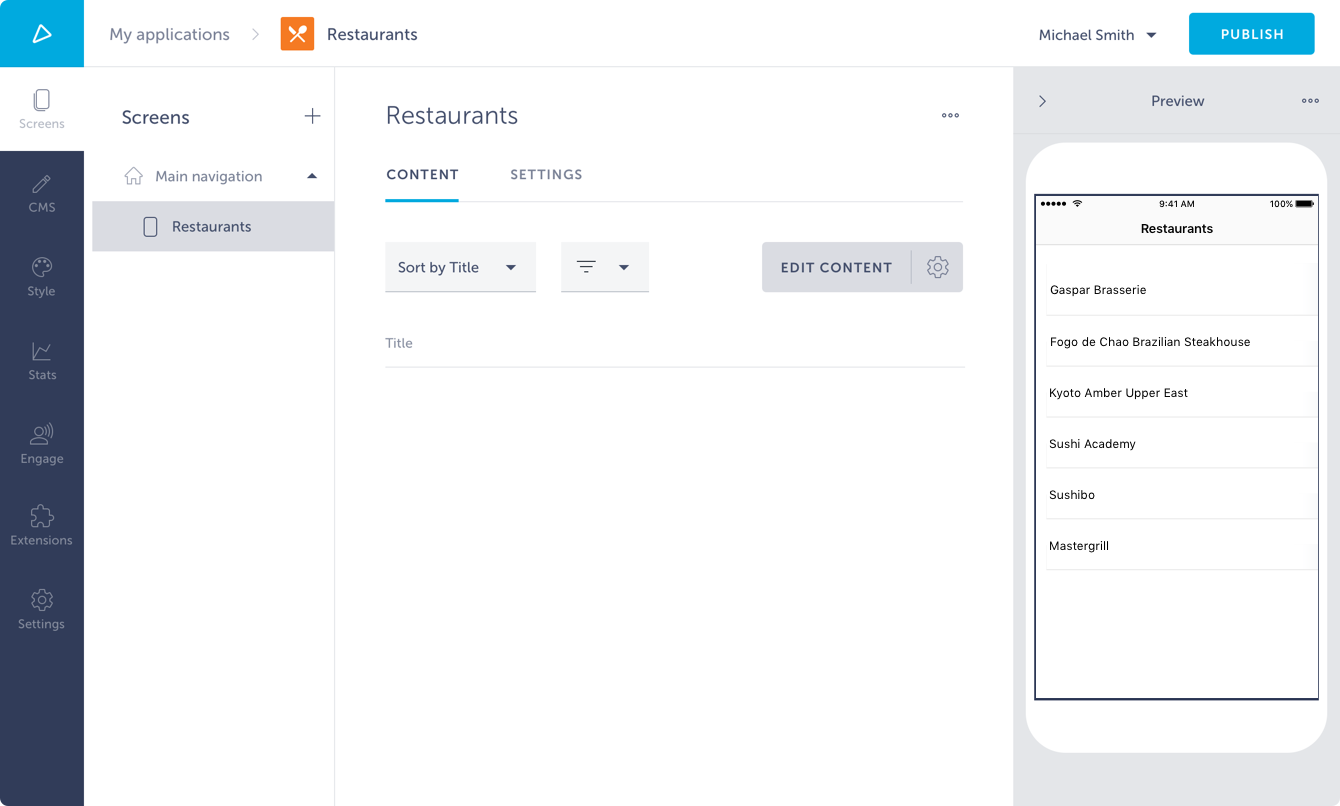 My applications
Restaurants
Michael Smith
PUBLISH
Screens
CMS
Style
Stats
Engage
Extensions
Settings
Screens
Main navigation
Restaurants
Restaurants
CONTENT
SETTINGS
Sort by Title
EDIT CONTENT
Title
Preview
9:41 AM
100%
Restaurants
Gaspar Brasserie
Fogo de Chao Brazilian Steakhouse
Kyoto Amber Upper East
Sushi Academy
Sushibo
Mastergrill